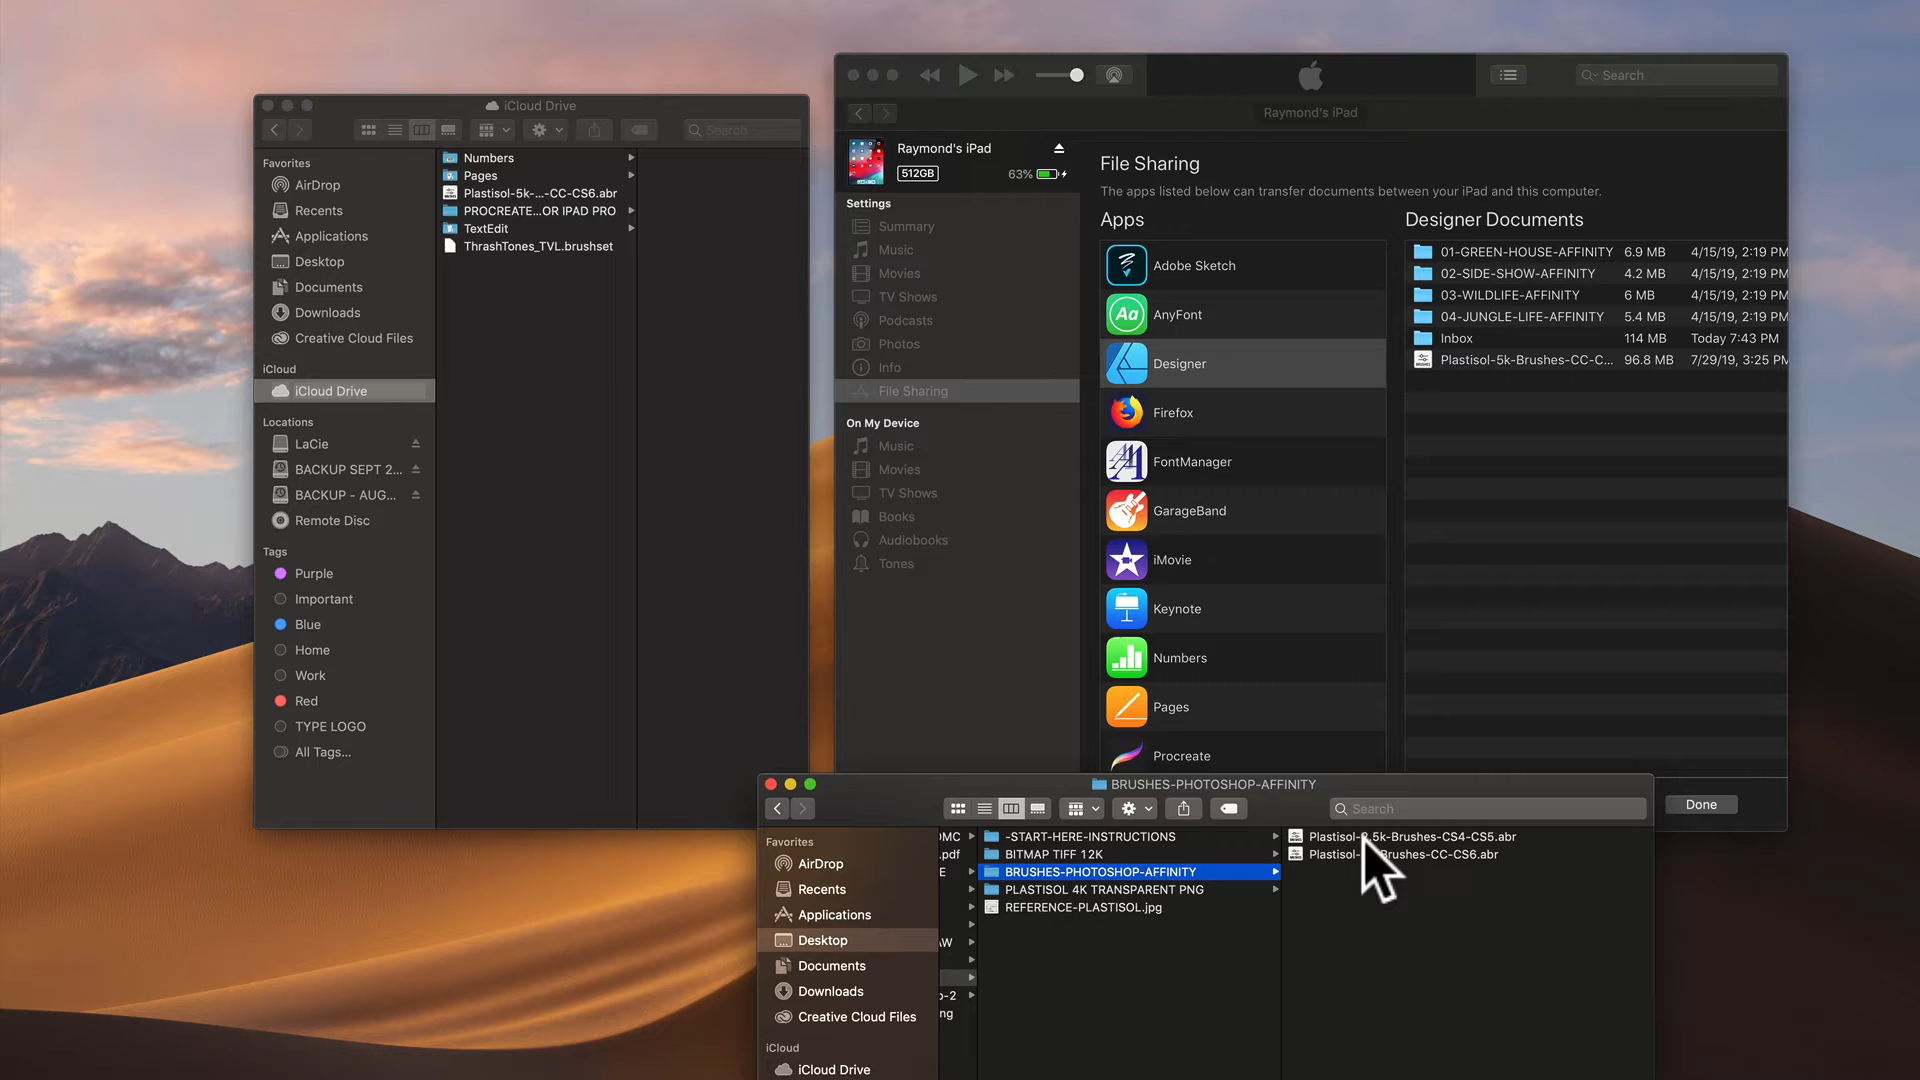 iCloud Drive
Search
Favorites
AirDrop
Recents
Applications
Desktop
Documents
Downloads
Creative Cloud Files
iCloud
iCloud Drive
Locations
LaCie
BACKUP SEPT 2...
BACKUP - AUG...
Remote Disc
Tags
Purple
Important
Blue
Home
Work
Red
TYPE LOGO
All Tags...
Numbers
Pages
Plastisol-5k-...-CC-CS6.abr
PROCREATE...OR IPAD PRO
TextEdit
ThrashTones_TVL.brushset
Search
Raymond's iPad
Raymond's iPad
512GB
63%
Settings
Summary
Music
Movies
TV Shows
Podcasts
Photos
Info
File Sharing
On My Device
Music
Movies
TV Shows
Books
Audiobooks
Tones
File Sharing
The apps listed below can transfer documents between your iPad and this computer.
Apps
Adobe Sketch
Aa AnyFont
Designer
Firefox
FontManager
GarageBand
iMovie
Keynote
Numbers
Pages
Procreate
Designer Documents
01-GREEN-HOUSE-AFFINITY 6.9 MB 4/15/19, 2:19 PM
02-SIDE-SHOW-AFFINITY 4.2 MB 4/15/19, 2:19 PM
03-WILDLIFE-AFFINITY 6 MB 4/15/19, 2:19 PM
04-JUNGLE-LIFE-AFFINITY 5.4 MB 4/15/19, 2:19 PM
Inbox 114 MB Today 7:43 PM
Plastisol-5k-Brushes-CC-C... 96.8 MB 7/29/19, 3:25 PM
Done
BRUSHES-PHOTOSHOP-AFFINITY
Search
Favorites
AirDrop
Recents
Applications
Desktop
Documents
Downloads
Creative Cloud Files
iCloud
iCloud Drive
.pdf
E
AW
-2
ng
-START-HERE-INSTRUCTIONS
BITMAP TIFF 12K
BRUSHES-PHOTOSHOP-AFFINITY
PLASTISOL 4K TRANSPARENT PNG
REFERENCE-PLASTISOL.jpg
Plastisol- .5k-Brushes-CS4-CS5.abr
Plastisol- Brushes-CC-CS6.abr